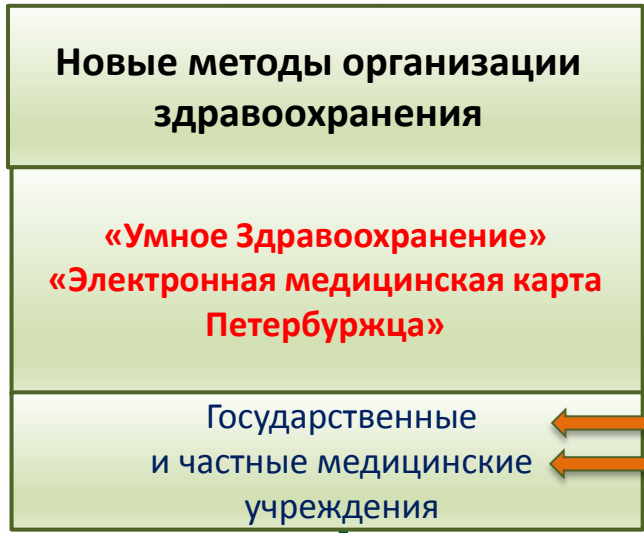 Новые методы организации
здравоохранения
«Умное Здравоохранение»
«Электронная медицинская карта
Петербуржца»
Государственные
и частные медицинские
учреждения